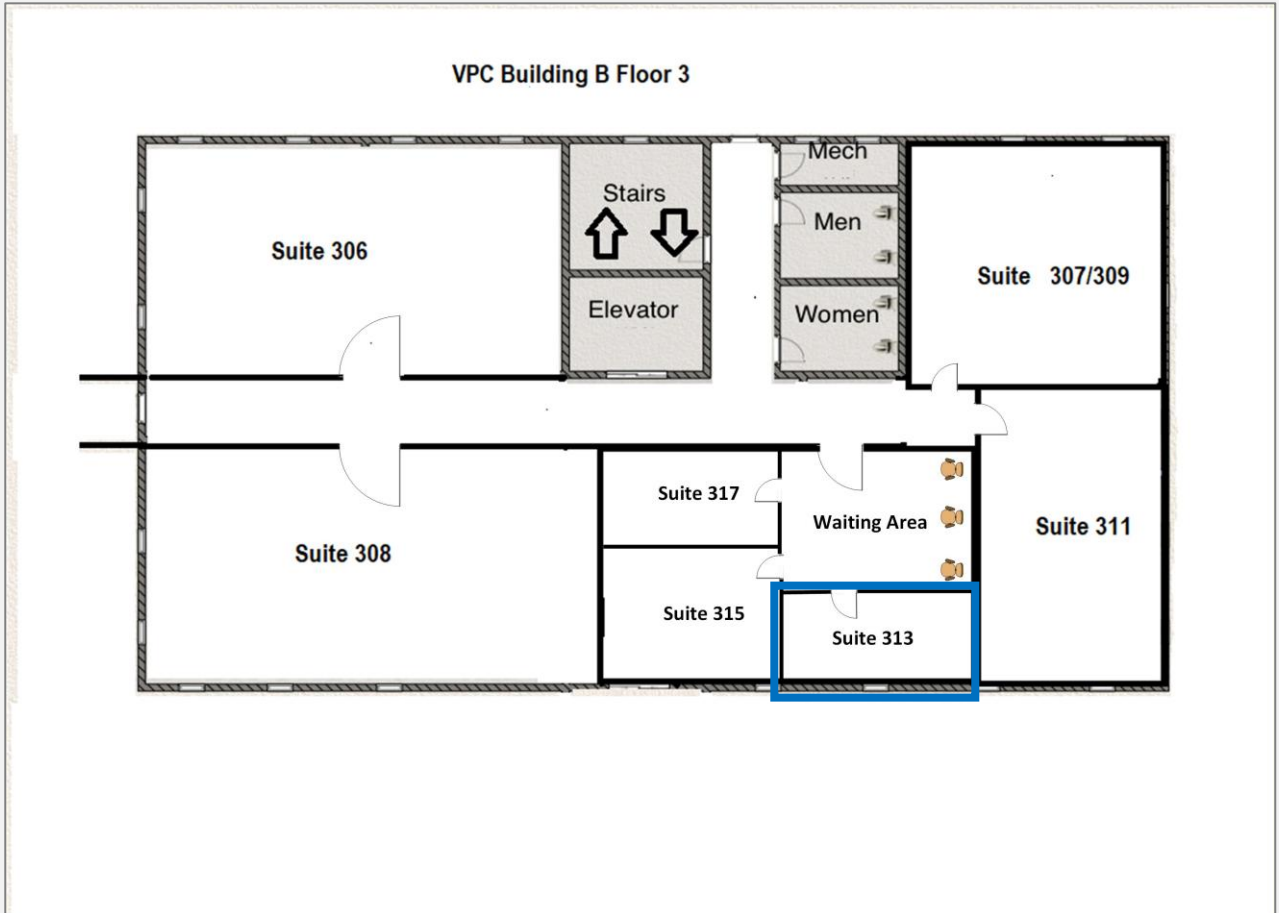 VPC Building B Floor 3
Mech
Stairs
Men
Suite 306
Suite 307/309
Elevator
Women
Suite 317
Waiting Area
Suite 311
Suite 308
Suite 315
Suite 313